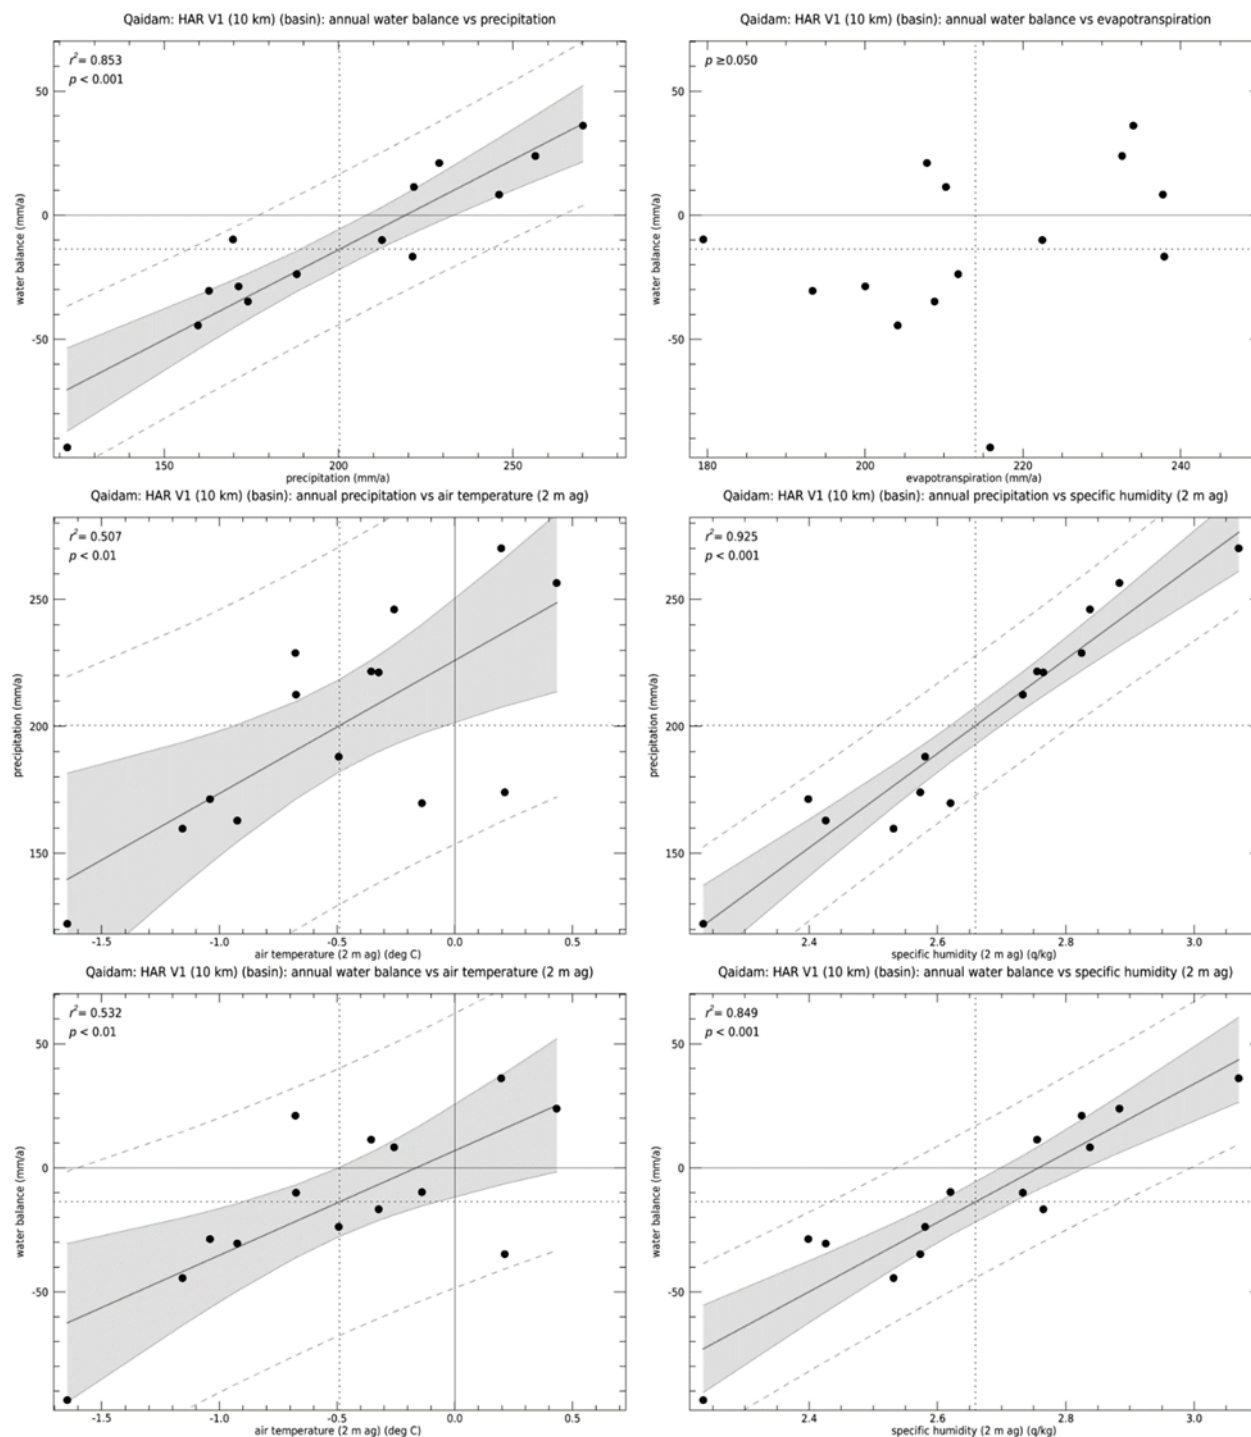 Qaidam: HAR V1 (10 km) (basin): annual water balance vs precipitation
r² = 0.853
p < 0.001
50
0
-50
water balance (mm/a)
150
200
250
precipitation (mm/a)
Qaidam: HAR V1 (10 km) (basin): annual water balance vs evapotranspiration
p ≥0.050
50
0
-50
water balance (mm/a)
180
200
220
240
evapotranspiration (mm/a)
Qaidam: HAR V1 (10 km) (basin): annual precipitation vs air temperature (2 m ag)
r² = 0.507
p < 0.01
250
200
150
precipitation (mm/a)
-1.5
-1.0
-0.5
0.0
0.5
air temperature (2 m ag) (deg C)
Qaidam: HAR V1 (10 km) (basin): annual precipitation vs specific humidity (2 m ag)
r² = 0.925
p < 0.001
250
200
150
precipitation (mm/a)
2.4
2.6
2.8
3.0
specific humidity (2 m ag) (q/kg)
Qaidam: HAR V1 (10 km) (basin): annual water balance vs air temperature (2 m ag)
r² = 0.532
p < 0.01
50
0
-50
water balance (mm/a)
-1.5
-1.0
-0.5
0.0
0.5
air temperature (2 m ag) (deg C)
Qaidam: HAR V1 (10 km) (basin): annual water balance vs specific humidity (2 m ag)
r² = 0.849
p < 0.001
50
0
-50
water balance (mm/a)
2.4
2.6
2.8
3.0
specific humidity (2 m ag) (q/kg)